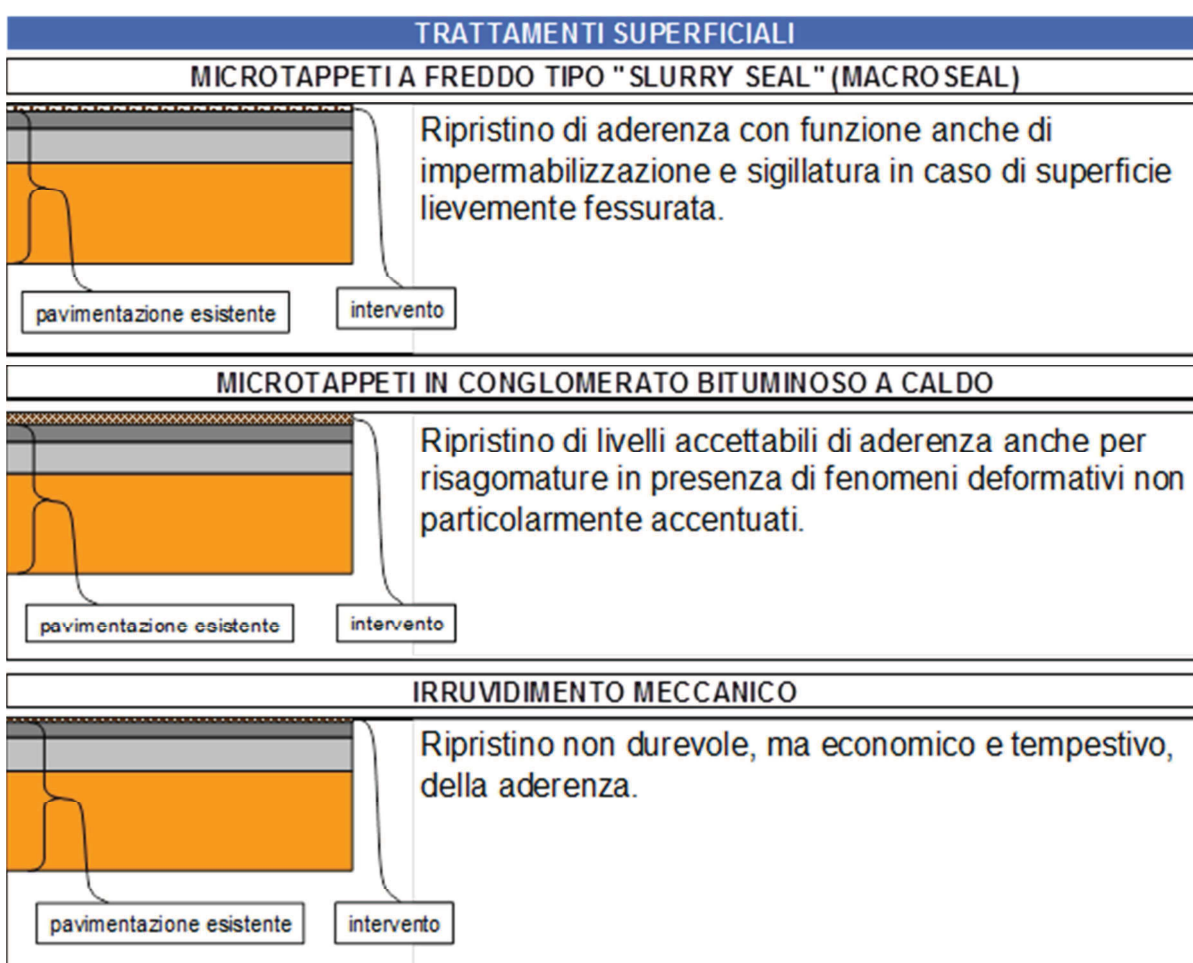 TRATTAMENTI SUPERFICIALI
MICROTAPPETI A FREDDO TIPO "SLURRY SEAL" (MACROSEAL)
Ripristino di aderenza con funzione anche di
impermabilizzazione e sigillatura in caso di superficie
lievemente fessurata.
pavimentazione esistente
intervento
MICROTAPPETI IN CONGLOMERATO BITUMINOSO A CALDO
Ripristino di livelli accettabili di aderenza anche per
risagomature in presenza di fenomeni deformativi non
particolarmente accentuati.
pavimentazione esistente
intervento
IRRUVIDIMENTO MECCANICO
Ripristino non durevole, ma economico e tempestivo,
della aderenza.
pavimentazione esistente
intervento